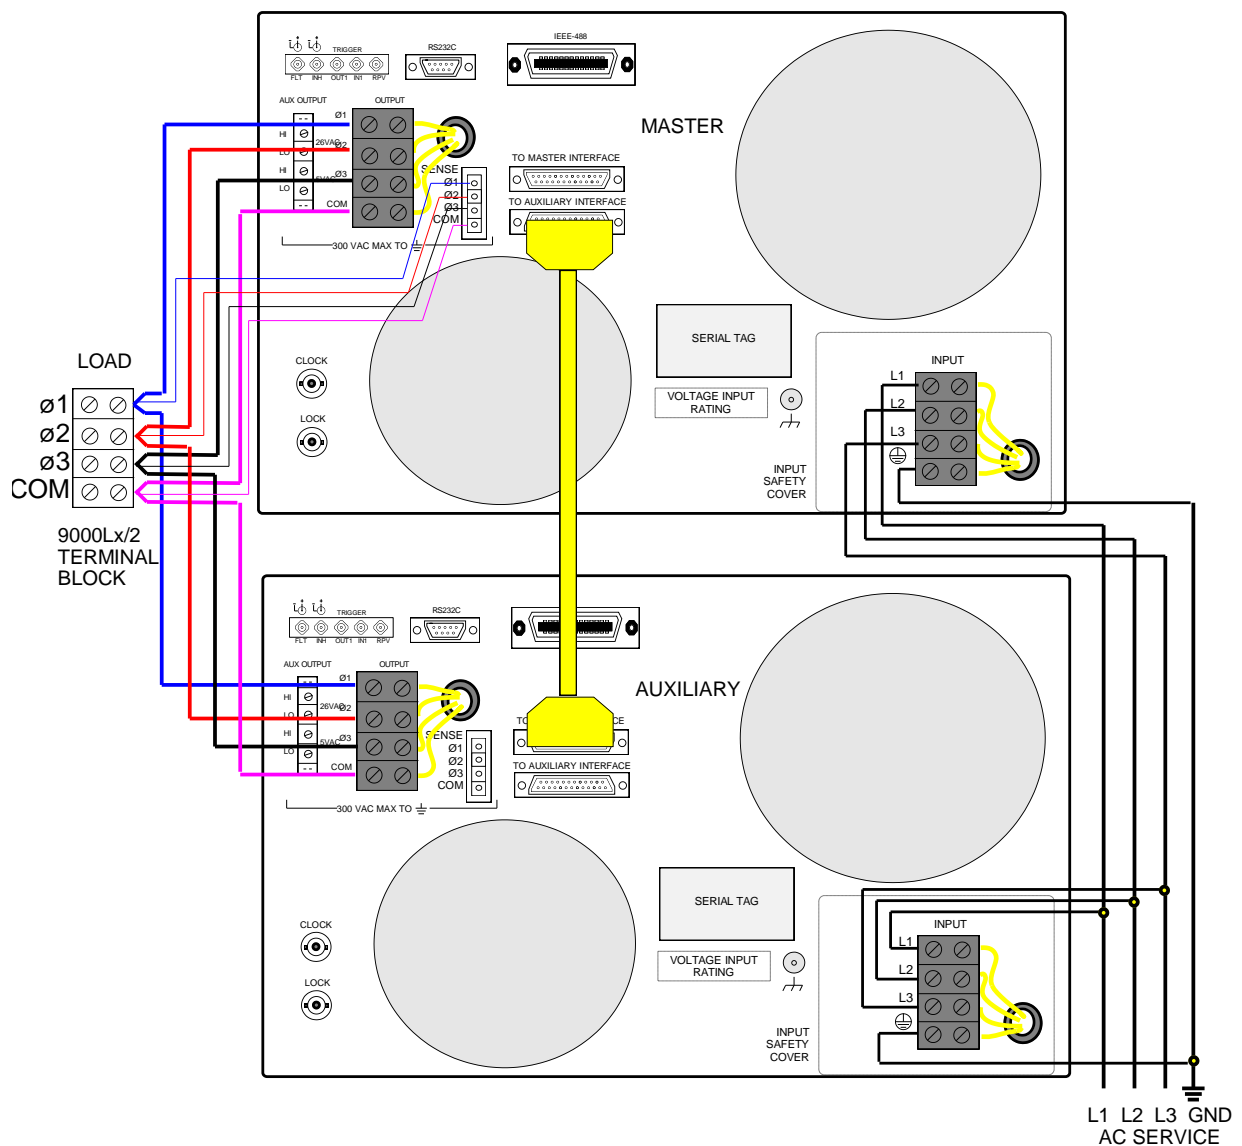 IEEE-488
TRIGGER
RS232C
FLT INH OUT1 IN1 RPV
AUX OUTPUT
OUTPUT
Ø1
HI
26VAC
Ø2
LO
HI
5VAC
Ø3
LO
COM
MASTER
SENSE
Ø1
Ø2
Ø3
COM
TO MASTER INTERFACE
TO AUXILIARY INTERFACE
300 VAC MAX TO
SERIAL TAG
VOLTAGE INPUT
RATING
CLOCK
LOCK
INPUT
L1
L2
L3
INPUT
SAFETY
COVER
LOAD
ø1
ø2
ø3
COM
9000Lx/2
TERMINAL
BLOCK
TRIGGER
RS232C
FLT INH OUT1 IN1 RPV
AUX OUTPUT
OUTPUT
Ø1
HI
26VAC
Ø2
LO
HI
5VAC
Ø3
LO
COM
AUXILIARY
SENSE
Ø1
Ø2
Ø3
COM
TO AUXILIARY INTERFACE
300 VAC MAX TO
SERIAL TAG
VOLTAGE INPUT
RATING
CLOCK
LOCK
INPUT
L1
L2
L3
INPUT
SAFETY
COVER
L1 L2 L3 GND
AC SERVICE